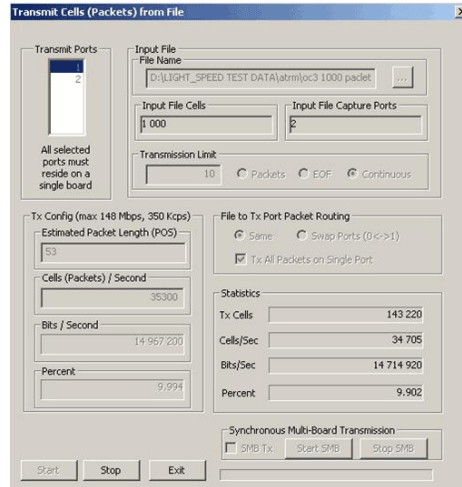 Transmit Cells (Packets) from File
Transmit Ports
1
2
All selected
ports must
reside on a
single board
Input File
File Name
D:\LIGHT_SPEED TEST DATA\atrm\oc3 1000 paclet
...
Input File Cells
1 000
Input File Capture Ports
2
Transmission Limit
10
Packets
EOF
Continuous
Tx Config (max 148 Mbps, 350 Kcps)
Estimated Packet Length (POS)
53
Cells (Packets) / Second
35300
Bits / Second
14 967 200
Percent
9.994
File to Tx Port Packet Routing
Same
Swap Ports (0<->1)
Tx All Packets on Single Port
Statistics
Tx Cells 143 220
Cells/Sec 34 705
Bits/Sec 14 714 920
Percent 9.902
Synchronous Multi-Board Transmission
SMB Tx
Start SMB
Stop SMB
Start
Stop
Exit